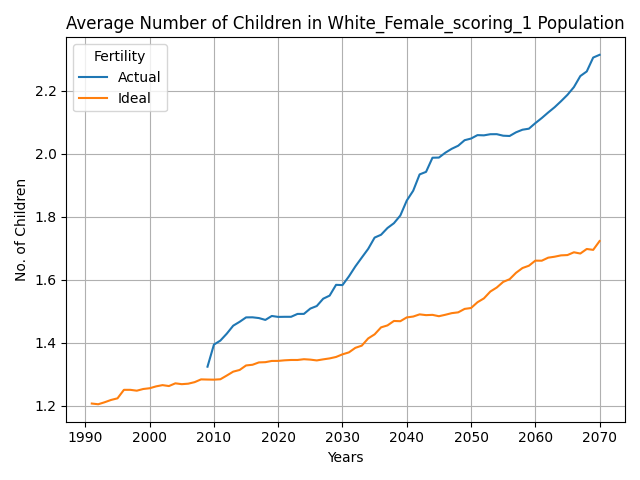 Average Number of Children in White_Female_scoring_1 Population
Fertility
Actual
Ideal
No. of Children
2.2
2.0
1.8
1.6
1.4
1.2
1990 2000 2010 2020 2030 2040 2050 2060 2070
Years